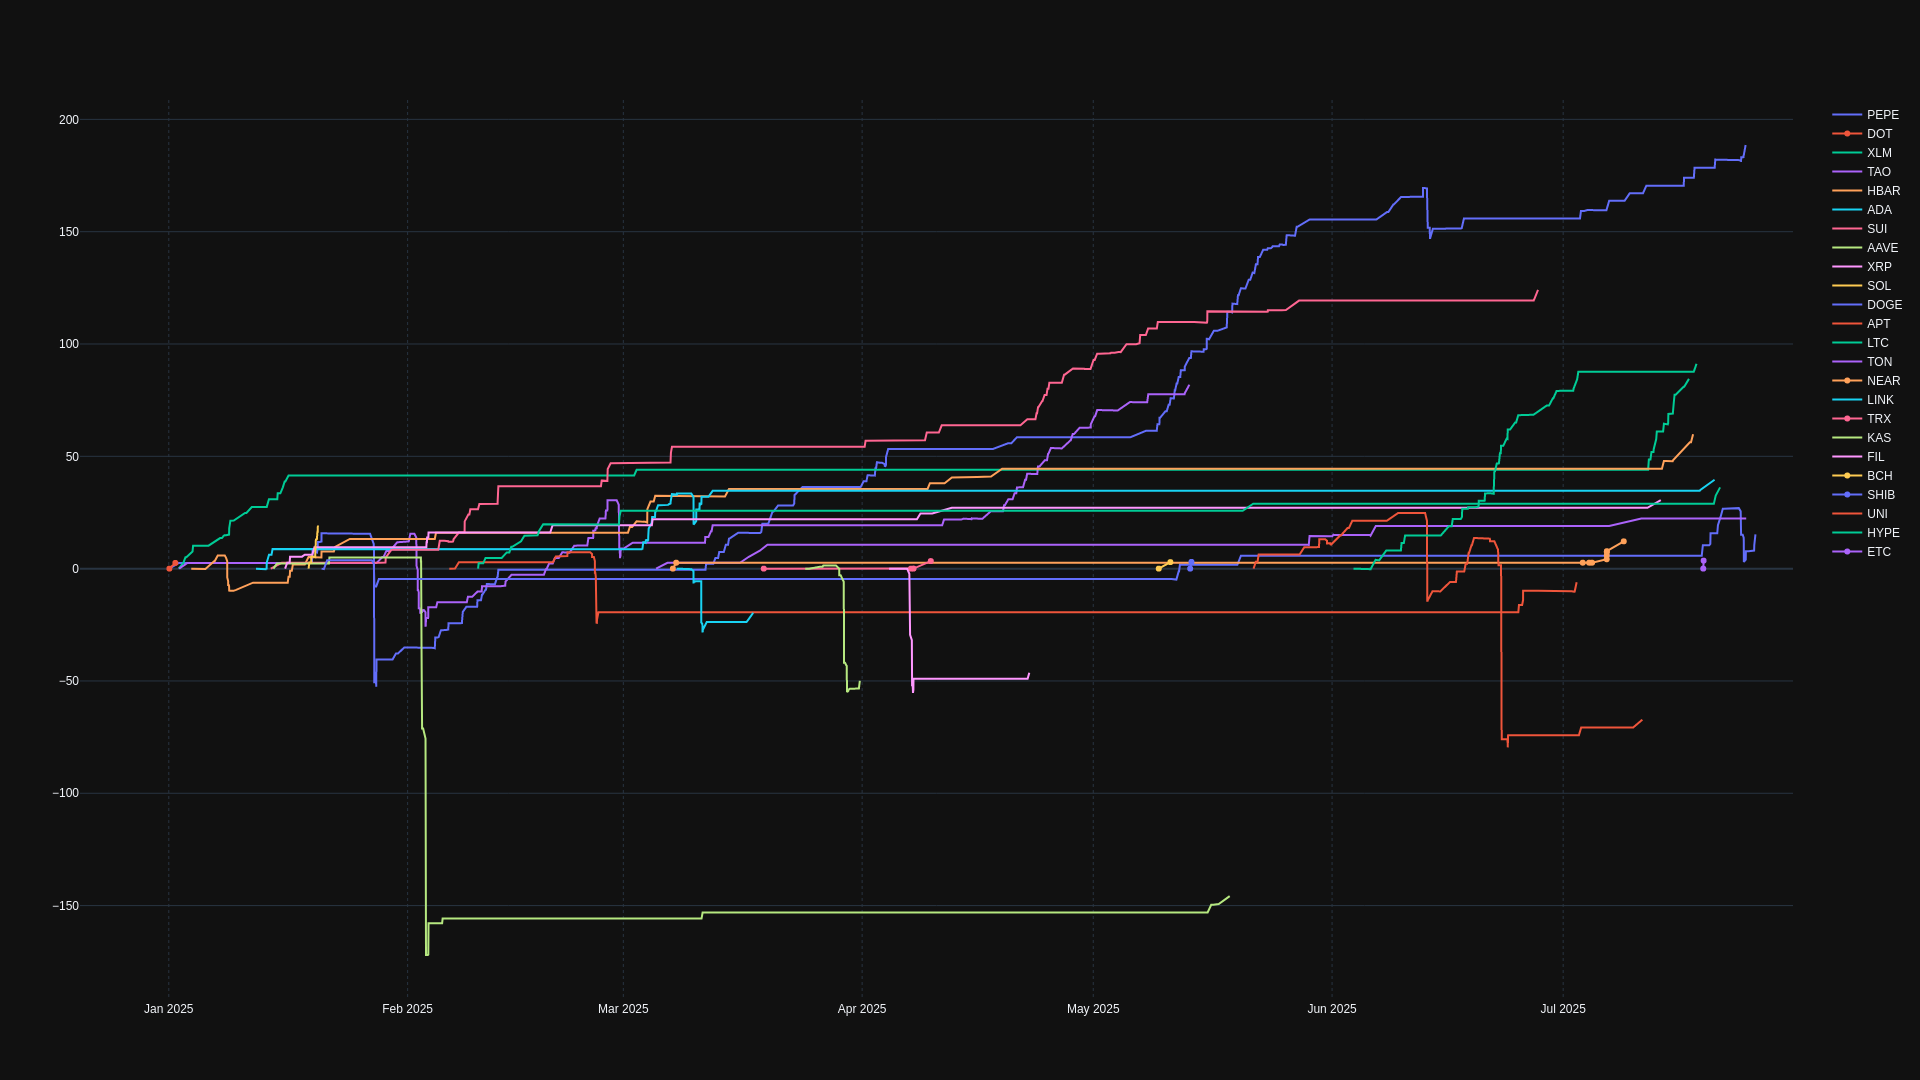 200
150
100
50
0
−50
−100
−150
Jan 2025
Feb 2025
Mar 2025
Apr 2025
May 2025
Jun 2025
Jul 2025
PEPE
DOT
XLM
TAO
HBAR
ADA
SUI
AAVE
XRP
SOL
DOGE
APT
LTC
TON
NEAR
LINK
TRX
KAS
FIL
BCH
SHIB
UNI
HYPE
ETC